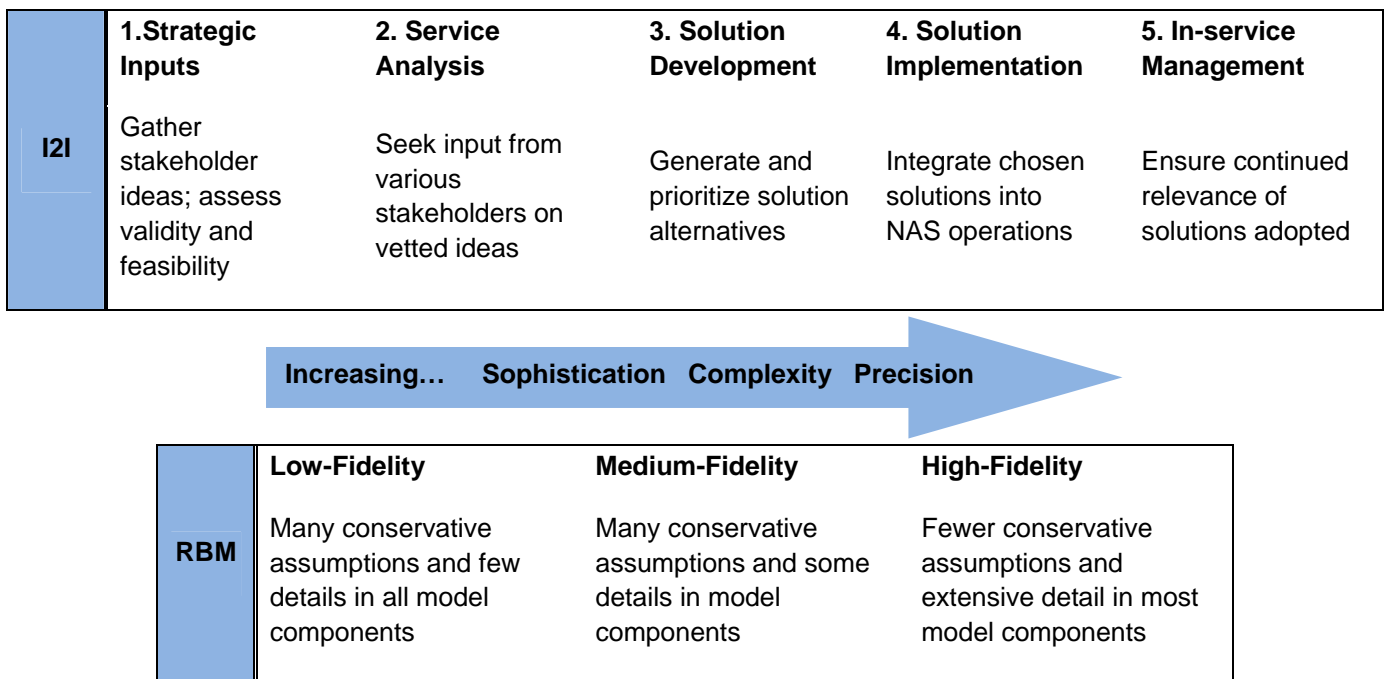 I2I
1.Strategic
Inputs
Gather
stakeholder
ideas; assess
validity and
feasibility
2. Service
Analysis
Seek input from
various
stakeholders on
vetted ideas
3. Solution
Development
Generate and
prioritize solution
alternatives
4. Solution
Implementation
Integrate chosen
solutions into
NAS operations
5. In-service
Management
Ensure continued
relevance of
solutions adopted
Increasing… Sophistication Complexity Precision
RBM
Low-Fidelity
Many conservative
assumptions and few
details in all model
components
Medium-Fidelity
Many conservative
assumptions and some
details in model
components
High-Fidelity
Fewer conservative
assumptions and
extensive detail in most
model components